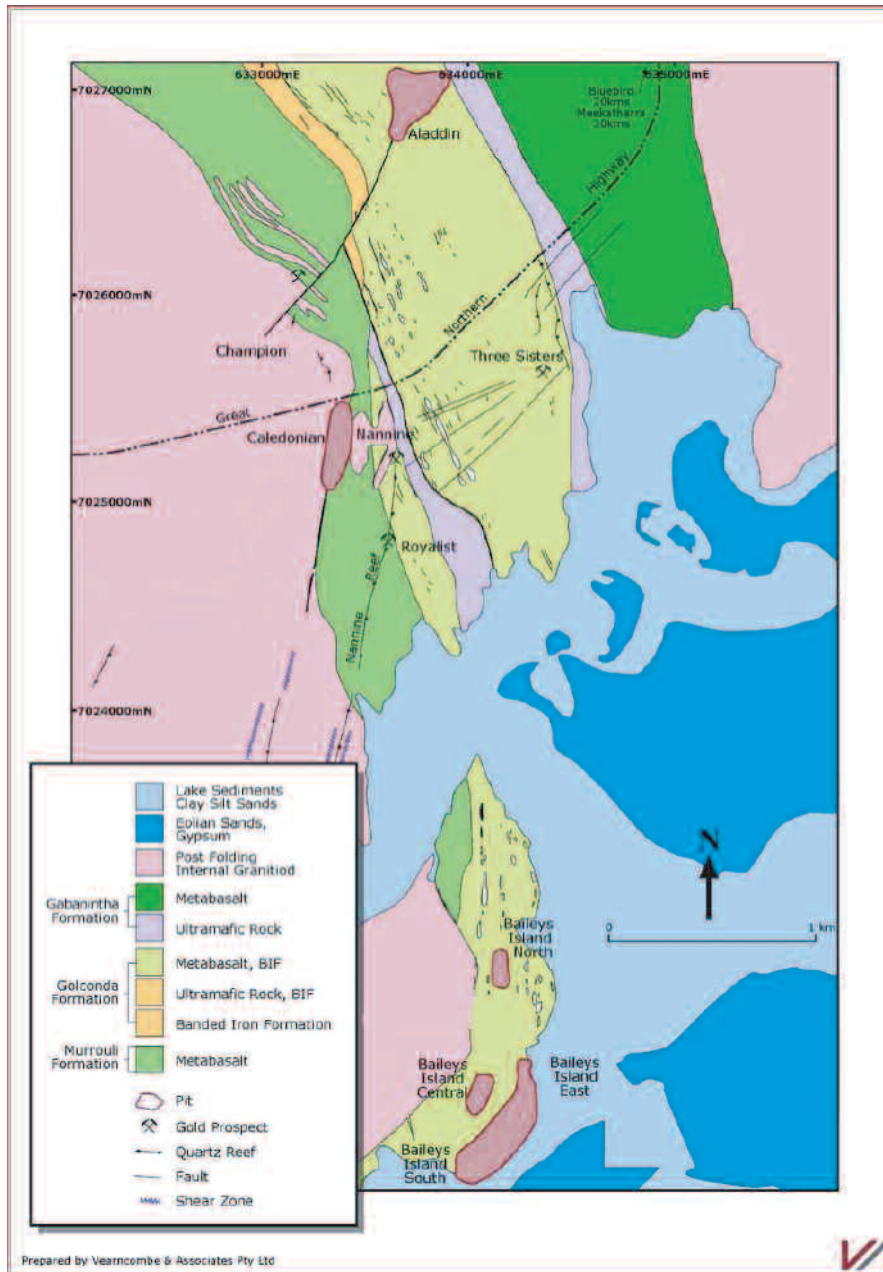 633000mE
634000mE
635000mE
7027000mN
Bluebird
20kms
Meekatharra
20kms
Aladdin
Highway
7026000mN
Northern
Champion
Three Sisters
Great
Caledonian
Nannine
7025000mN
Royalist
Nannine Reef
7024000mN
N
0
1 km
Baileys
Island
North
Baileys
Island
Central
Baileys
Island
East
Baileys
Island
South
Lake Sediments
Clay Silt Sands
Eolian Sands,
Gypsum
Post Folding
Internal Granitiod
Gabanintha
Formation
Metabasalt
Ultramafic Rock
Golconda
Formation
Metabasalt, BIF
Ultramafic Rock, BIF
Banded Iron Formation
Murrouli
Formation
Metabasalt
Pit
Gold Prospect
Quartz Reef
Fault
Shear Zone
Prepared by Vearncombe & Associates Pty Ltd